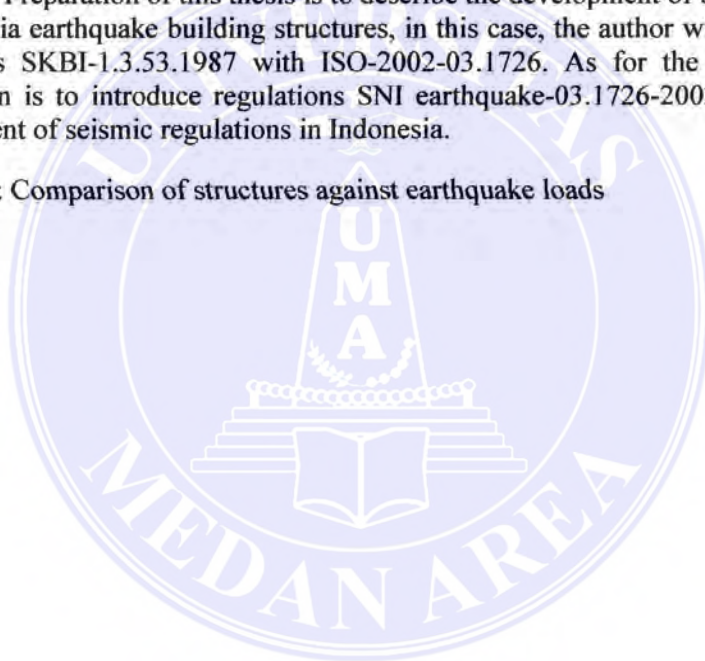 Preparation of this thesis is to describe the development of
ia earthquake building structures, in this case, the author
s SKBI-1.3.53.1987 with ISO-2002-03.1726. As for the
n is to introduce regulations SNI earthquake-03.1726-200
ent of seismic regulations in Indonesia.
: Comparison of structures against earthquake loads
UNIVERSITAS
UMA
MEDAN AREA